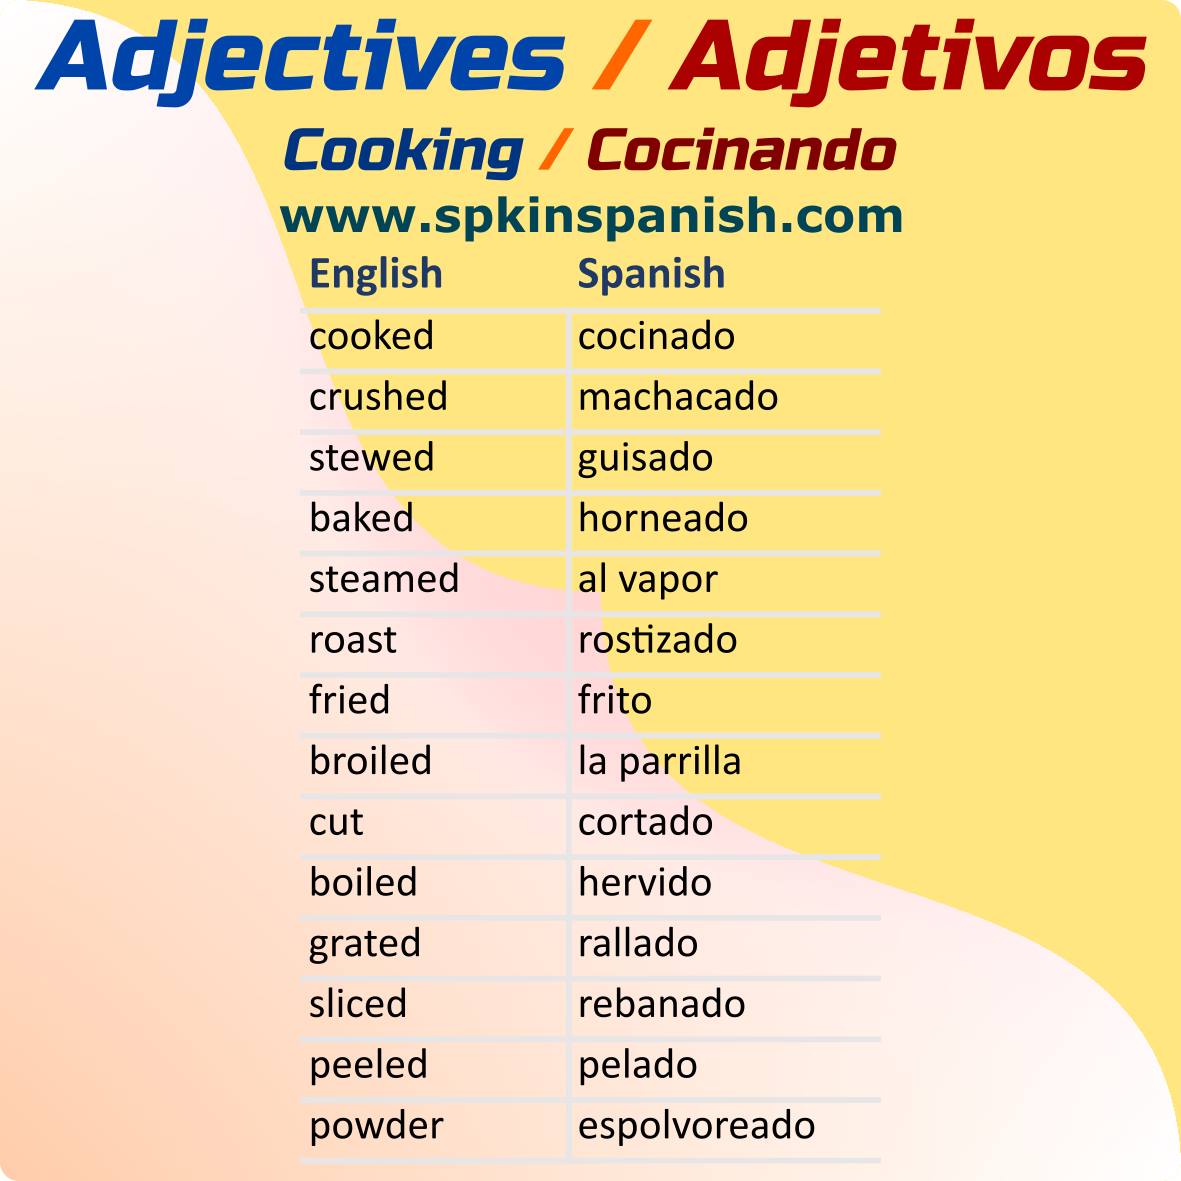 Adjectives / Adjetivos
Cooking / Cocinando
www.spkinspanish.com
English Spanish
cooked cocinado
crushed machacado
stewed guisado
baked horneado
steamed al vapor
roast rostizado
fried frito
broiled la parrilla
cut cortado
boiled hervido
grated rallado
sliced rebanado
peeled pelado
powder espolvoreado